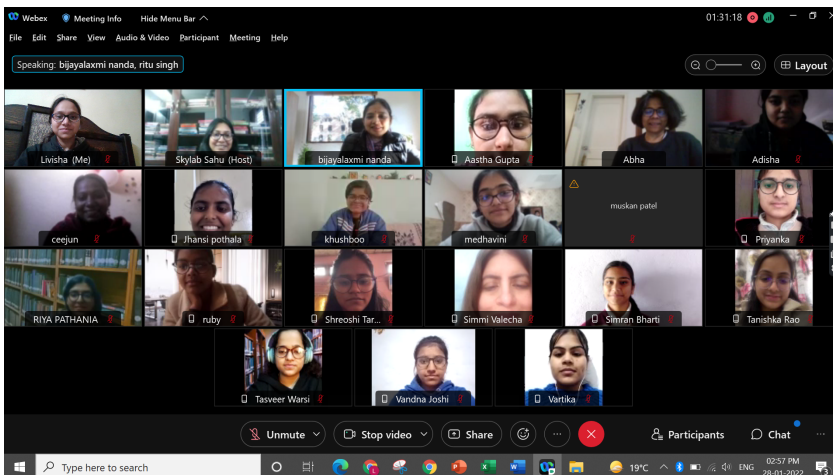 Webex Meeting Info Hide Menu Bar 01:31:18
File Edit Share View Audio & Video Participant Meeting Help
Speaking: bijayalaxmi nanda, ritu singh
Layout
Livisha (Me) Skylab Sahu (Host) bijayalaxmi nanda Aastha Gupta Abha Adisha
muskan patel
ceejun Jhansi pothala khushboo medhavini Priyanka
RIYA PATHANIA ruby Shreoshi Tar... Simmi Valecha Simran Bharti Tanishka Rao
Tasveer Warsi Vandna Joshi Vartika
Unmute Stop video Share Participants Chat
Type here to search 19°C ENG 02:57 PM
28-01-2022